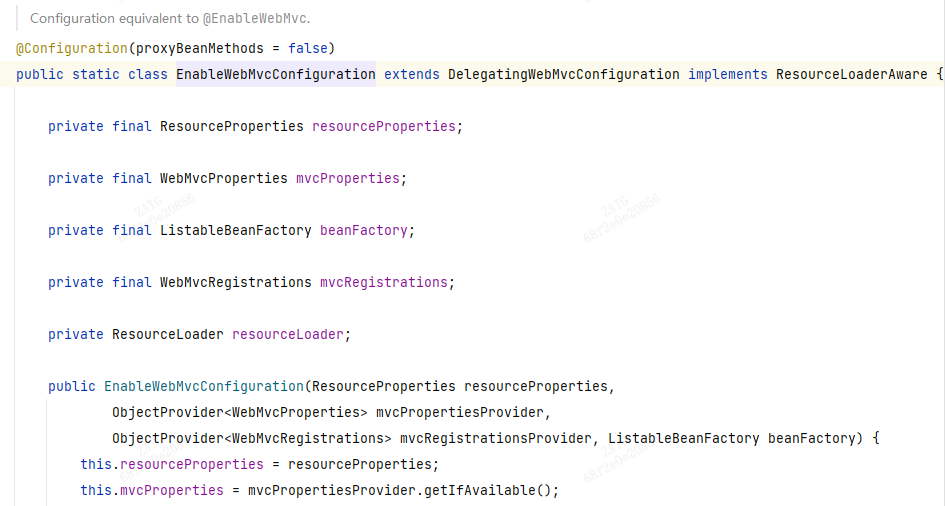 Configuration equivalent to @EnableWebMvc.
@Configuration(proxyBeanMethods = false)
public static class EnableWebMvcConfiguration extends DelegatingWebMvcConfiguration implements ResourceLoaderAware {
private final ResourceProperties resourceProperties;
private final WebMvcProperties mvcProperties;
private final ListableBeanFactory beanFactory;
private final WebMvcRegistrations mvcRegistrations;
private ResourceLoader resourceLoader;
public EnableWebMvcConfiguration(ResourceProperties resourceProperties,
ObjectProvider<WebMvcProperties> mvcPropertiesProvider,
ObjectProvider<WebMvcRegistrations> mvcRegistrationsProvider, ListableBeanFactory beanFactory) {
this.resourceProperties = resourceProperties;
this.mvcProperties = mvcPropertiesProvider.getIfAvailable();